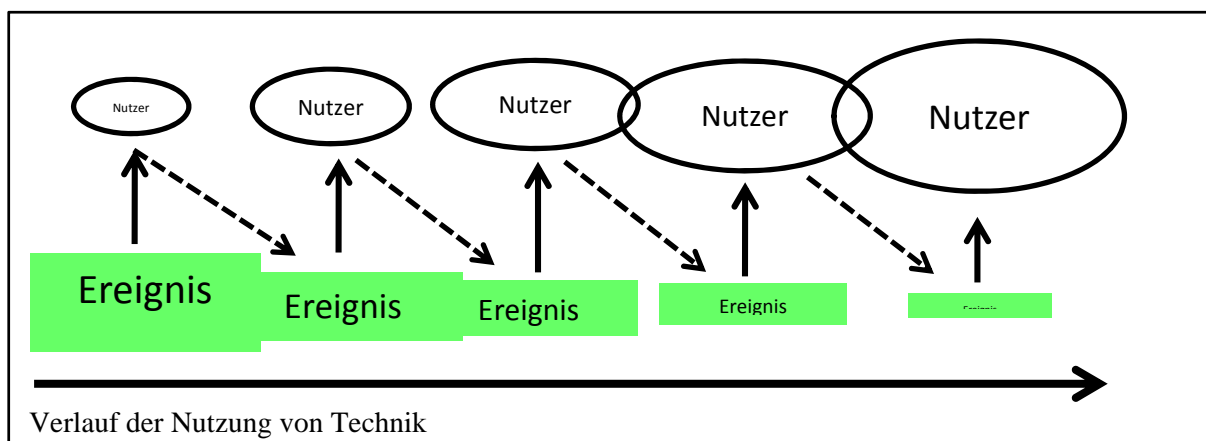 Nutzer
Nutzer
Nutzer
Nutzer
Nutzer
Ereignis
Ereignis
Ereignis
Ereignis
Verlauf der Nutzung von Technik